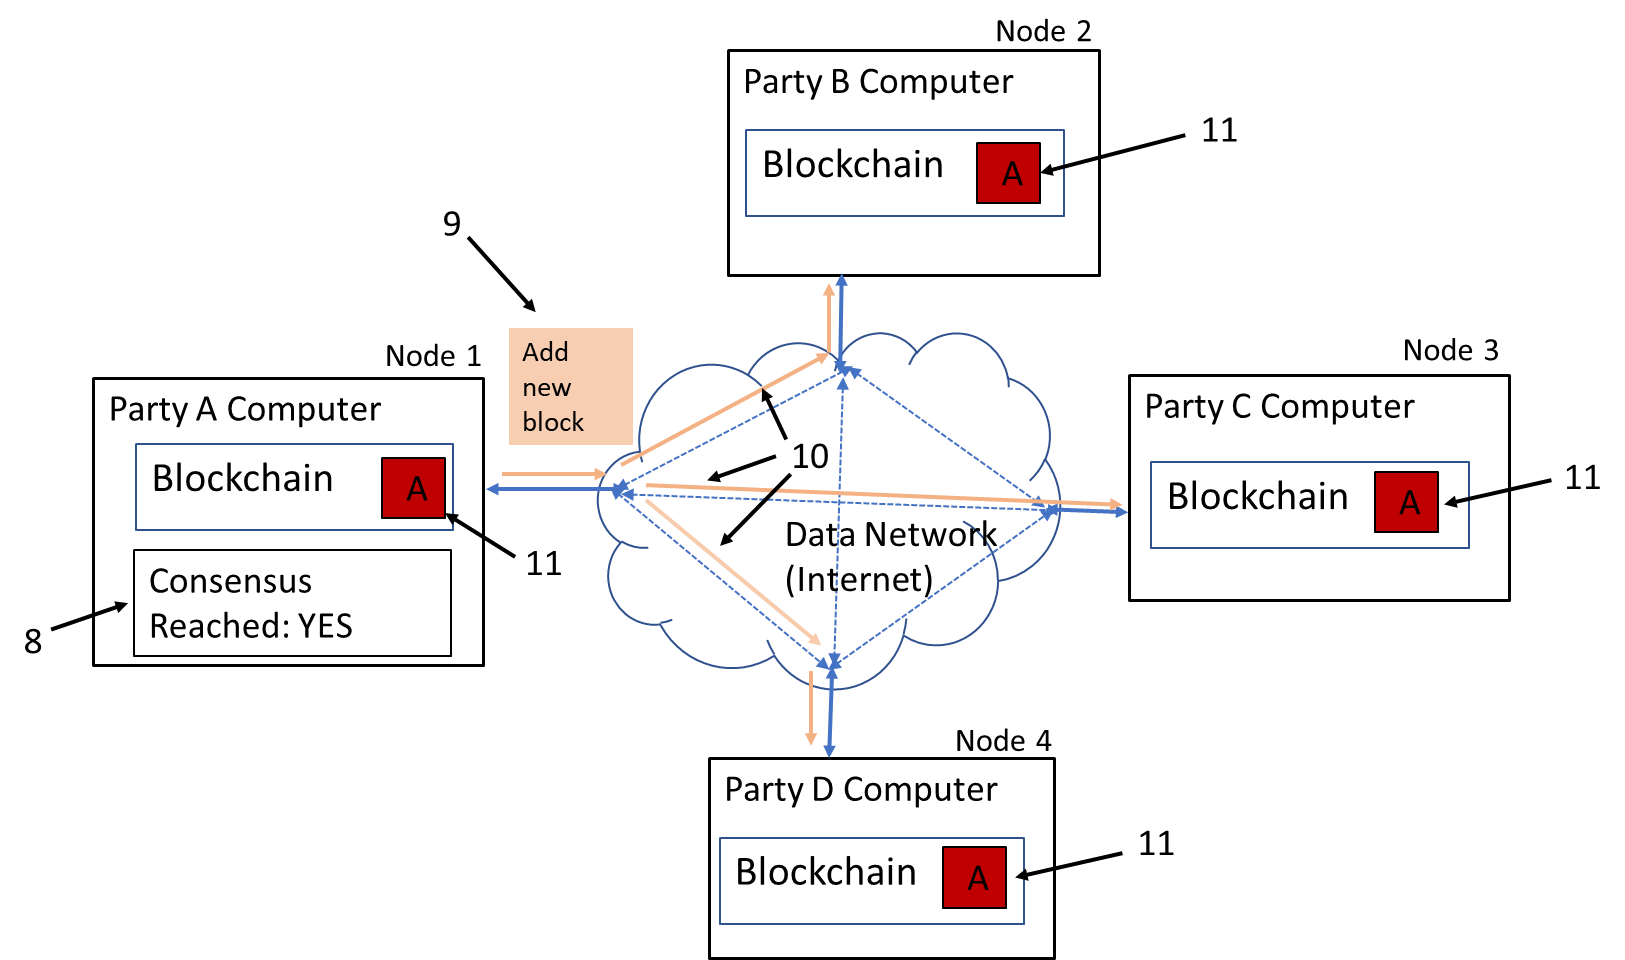 Node 2
Party B Computer
Blockchain
A
11
9
Add
new
block
Node 1
Party A Computer
Blockchain
A
11
Consensus
Reached: YES
8
10
Data Network
(Internet)
Node 3
Party C Computer
Blockchain
A
11
Node 4
Party D Computer
Blockchain
A
11